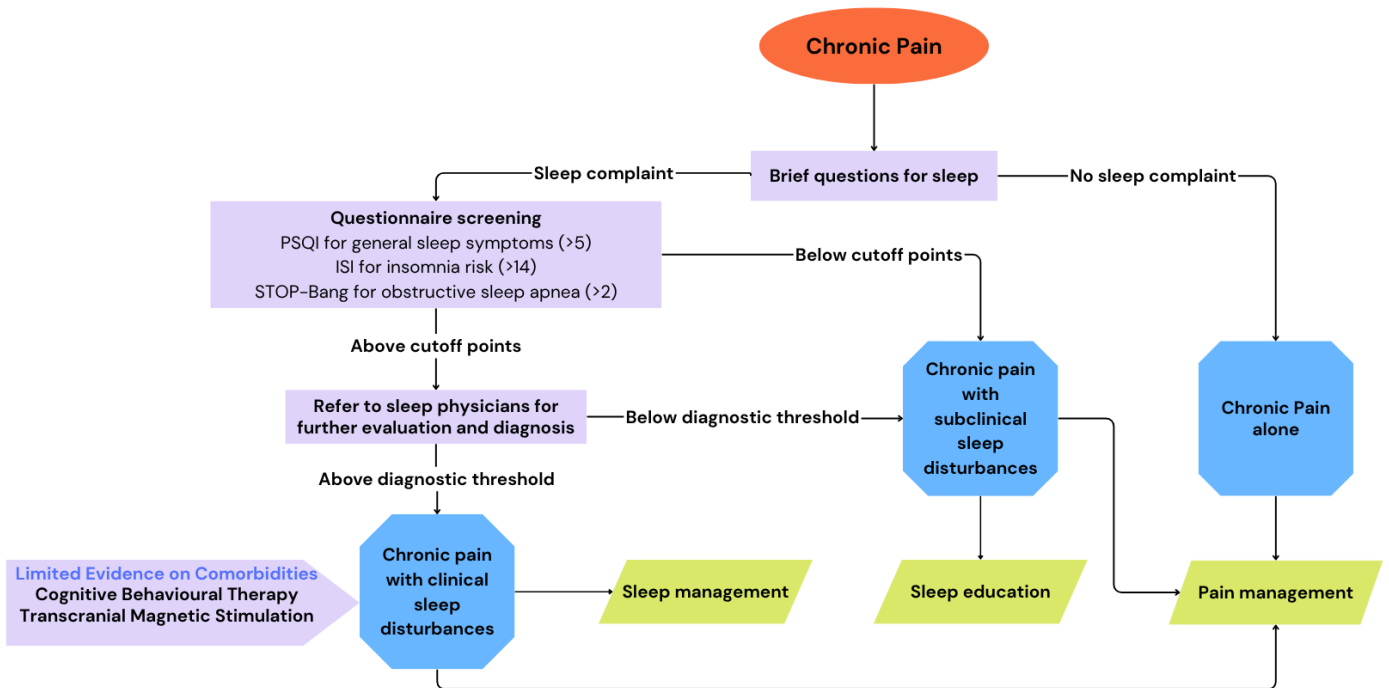 Chronic Pain
Sleep complaint
Brief questions for sleep
No sleep complaint
Questionnaire screening
PSQI for general sleep symptoms (>5)
ISI for insomnia risk (>14)
STOP-Bang for obstructive sleep apnea (>2)
Below cutoff points
Above cutoff points
Refer to sleep physicians for
further evaluation and diagnosis
Below diagnostic threshold
Chronic pain
with
subclinical
sleep
disturbances
Chronic Pain
alone
Above diagnostic threshold
Limited Evidence on Comorbidities
Cognitive Behavioural Therapy
Transcranial Magnetic Stimulation
Chronic pain
with clinical
sleep
disturbances
Sleep management
Sleep education
Pain management